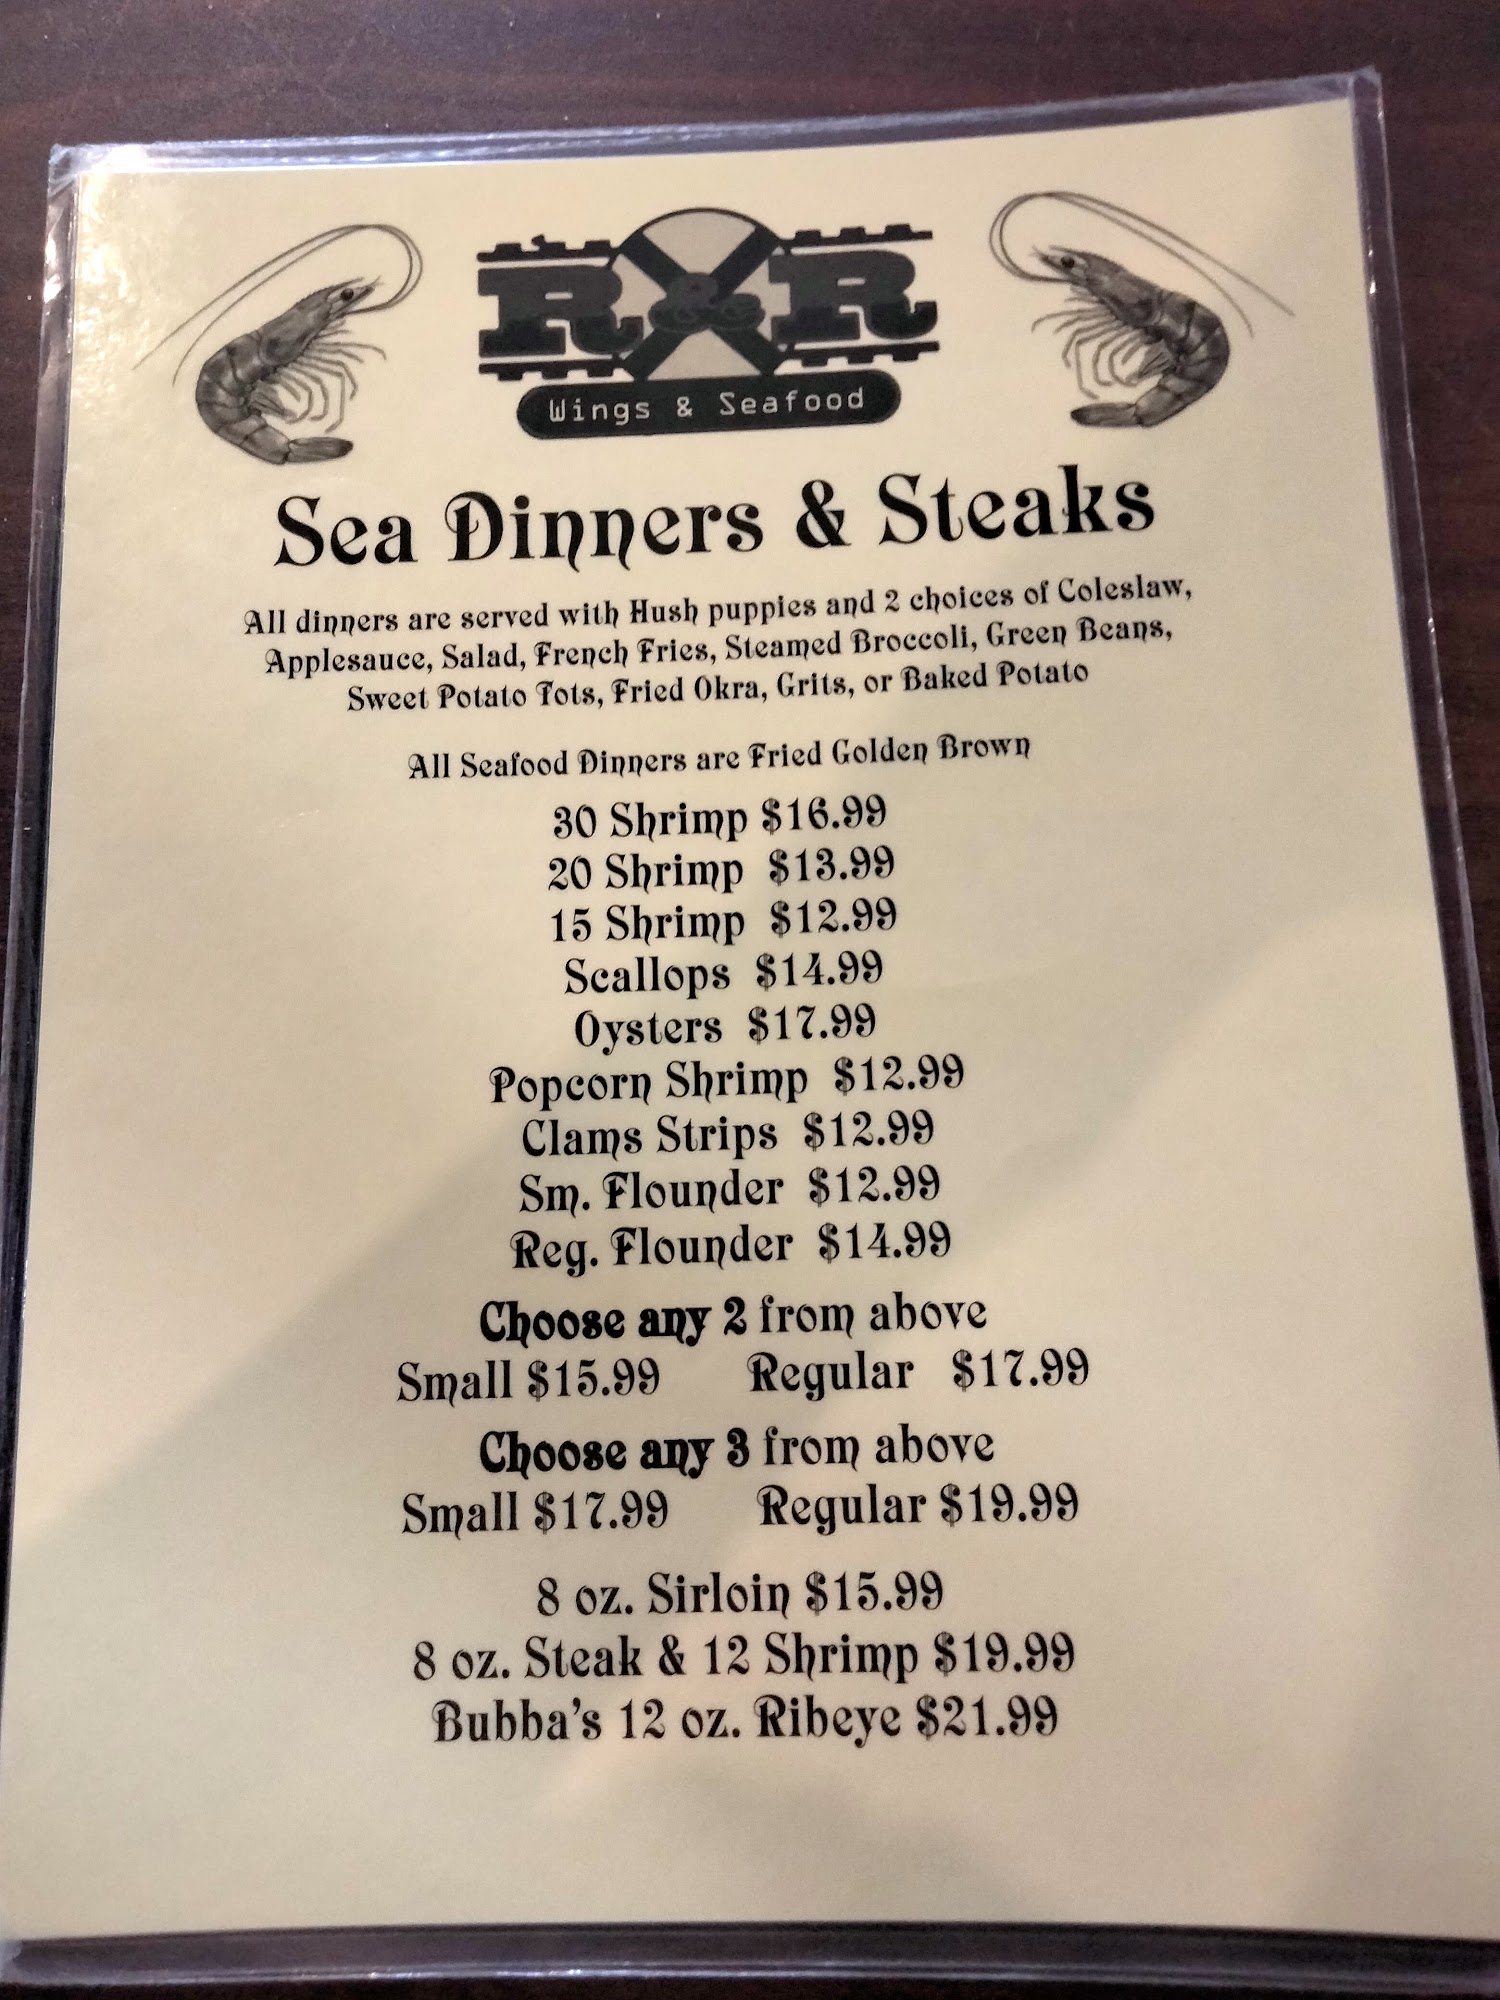 R & R
Wings & Seafood
Sea Dinners & Steaks
All dinners are served with Hush puppies and 2 choices of Coleslaw,
Applesauce, Salad, French Fries, Steamed Broccoli, Green Beans,
Sweet Potato Tots, Fried Okra, Grits, or Baked Potato
All Seafood Dinners are Fried Golden Brown
30 Shrimp $16.99
20 Shrimp $13.99
15 Shrimp $12.99
Scallops $14.99
Oysters $17.99
Popcorn Shrimp $12.99
Clams Strips $12.99
Sm. Flounder $12.99
Reg. Flounder $14.99
Choose any 2 from above
Small $15.99 Regular $17.99
Choose any 3 from above
Small $17.99 Regular $19.99
8 oz. Sirloin $15.99
8 oz. Steak & 12 Shrimp $19.99
Bubba's 12 oz. Ribeye $21.99